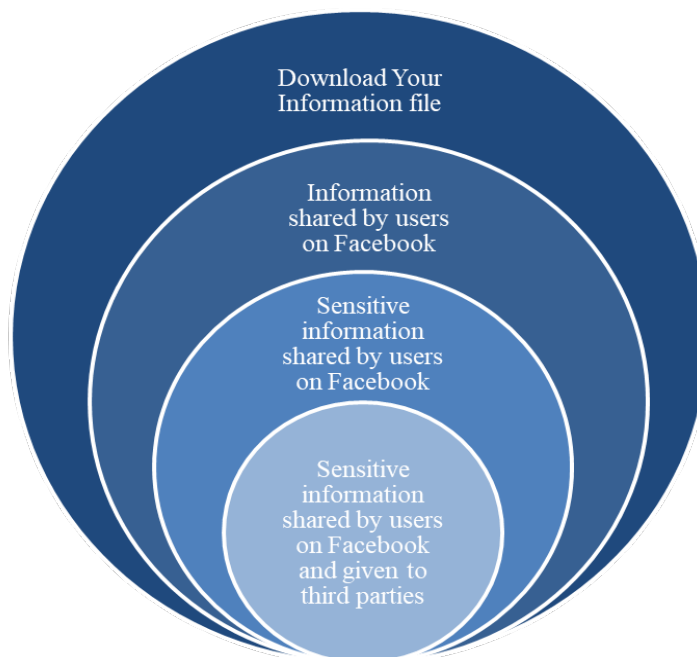 Download Your
Information file
Information
shared by users
on Facebook
Sensitive
information
shared by users
on Facebook
Sensitive
information
shared by users
on Facebook
and given to
third parties